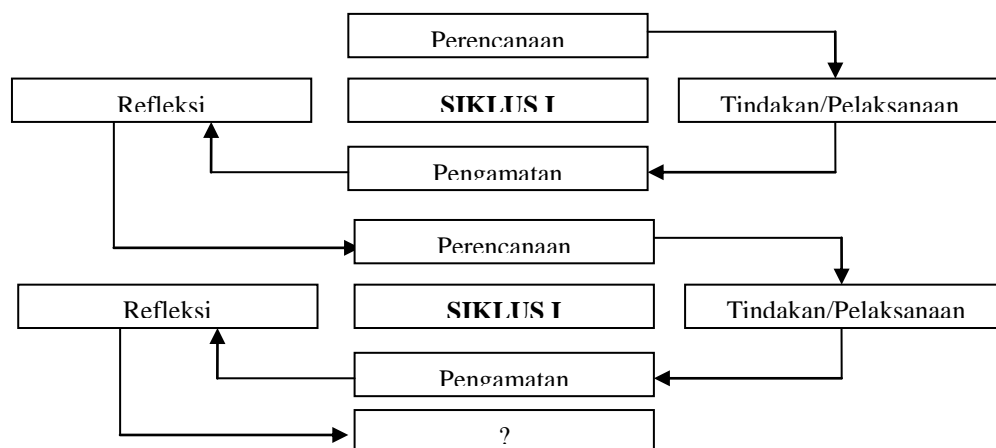 Perencanaan
Refleksi
SIKLUS I
Tindakan/Pelaksanaan
Pengamatan
Perencanaan
Refleksi
SIKLUS I
Tindakan/Pelaksanaan
Pengamatan
?